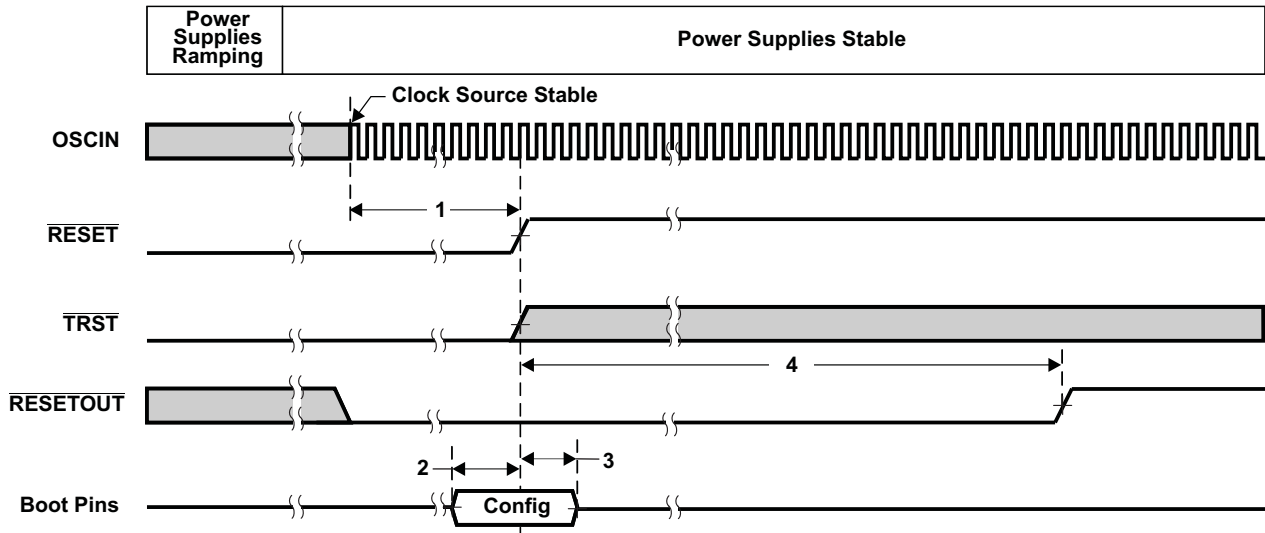 Power
Supplies
Ramping
Power Supplies Stable
Clock Source Stable
OSCIN
1
RESET
TRST
4
RESETOUT
2
3
Boot Pins
Config